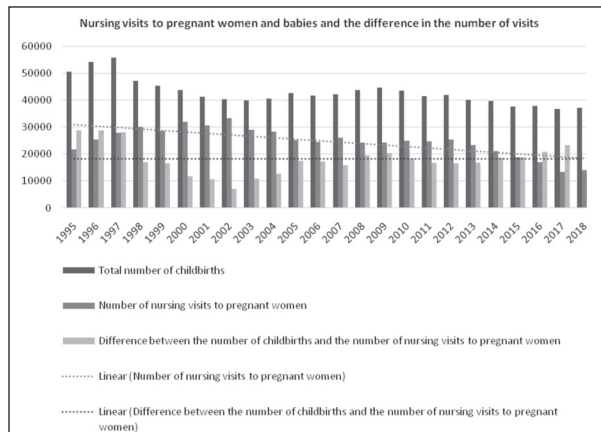 Nursing visits to pregnant women and babies and the difference in the number of visits
60000
50000
40000
30000
20000
10000
0
1995 1996 1997 1998 1999 2000 2001 2002 2003 2004 2005 2006 2007 2008 2009 2010 2011 2012 2013 2014 2015 2016 2017 2018
Total number of childbirths
Number of nursing visits to pregnant women
Difference between the number of childbirths and the number of nursing visits to pregnant women
Linear (Number of nursing visits to pregnant women)
Linear (Difference between the number of childbirths and the number of nursing visits to pregnant
women)